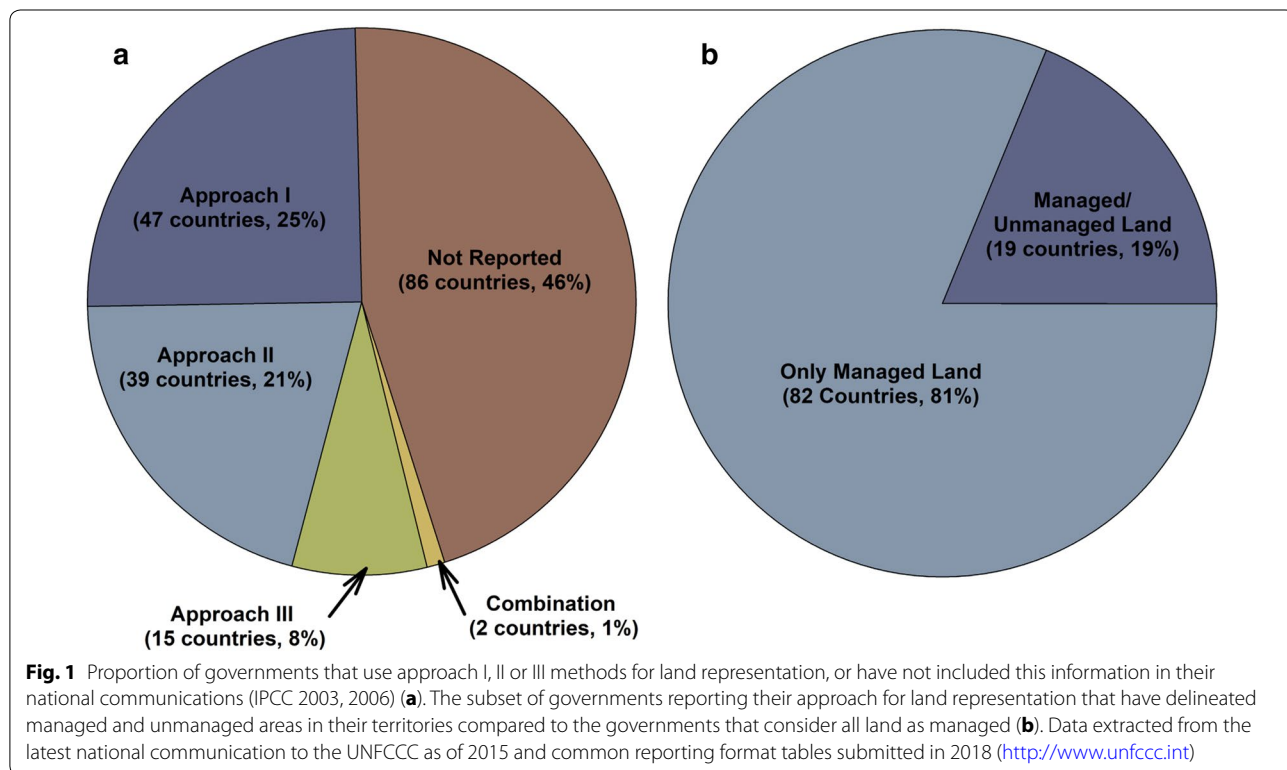 a
b
Approach I
(47 countries, 25%)
Not Reported
(86 countries, 46%)
Approach II
(39 countries, 21%)
Approach III
(15 countries, 8%)
Combination
(2 countries, 1%)
Managed/
Unmanaged Land
(19 countries, 19%)
Only Managed Land
(82 Countries, 81%)
Fig. 1 Proportion of governments that use approach I, II or III methods for land representation, or have not included this information in their
national communications (IPCC 2003, 2006) (a). The subset of governments reporting their approach for land representation that have delineated
managed and unmanaged areas in their territories compared to the governments that consider all land as managed (b). Data extracted from the
latest national communication to the UNFCCC as of 2015 and common reporting format tables submitted in 2018 (http://www.unfccc.int)